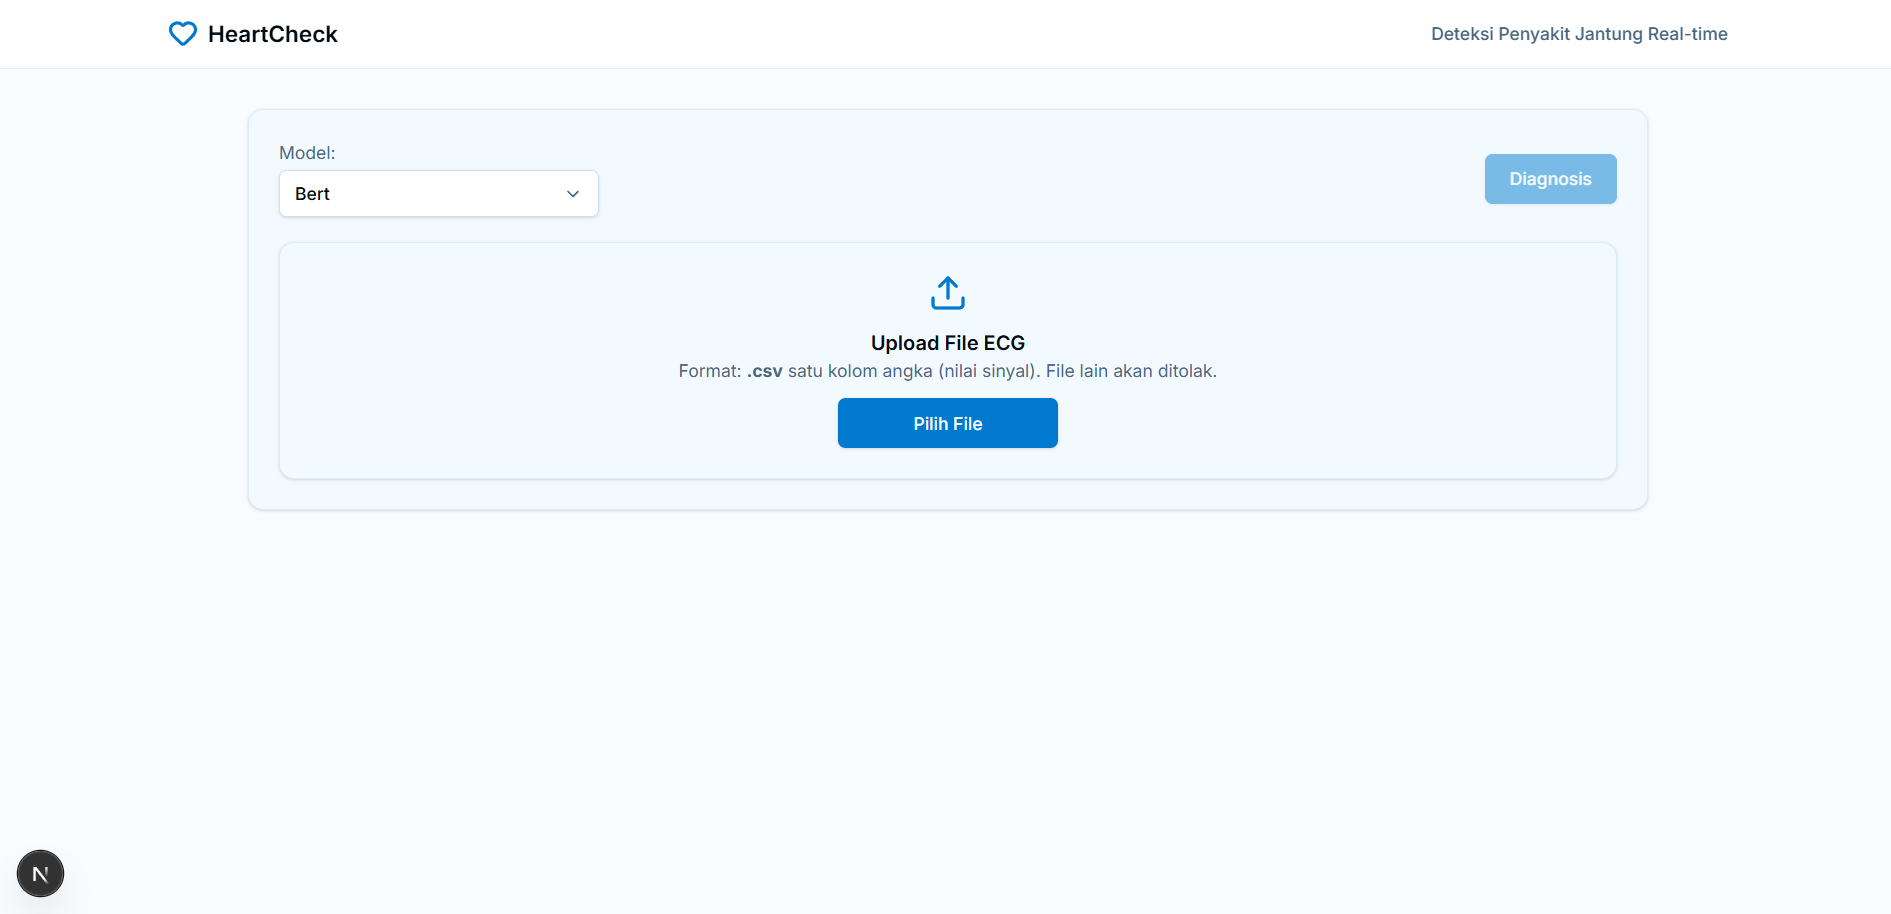 HeartCheck
Deteksi Penyakit Jantung Real-time
Model:
Bert
Diagnosis
Upload File ECG
Format: .csv satu kolom angka (nilai sinyal). File lain akan ditolak.
Pilih File
N